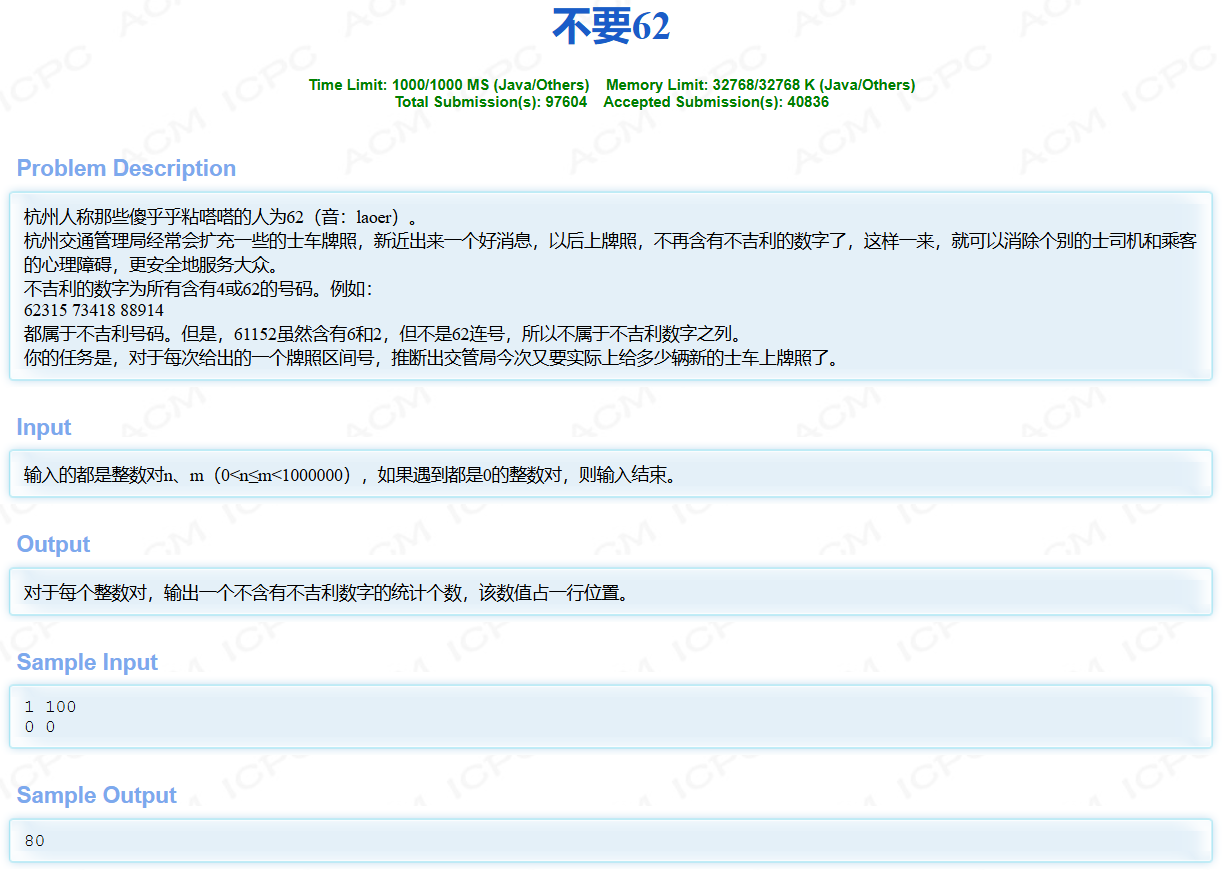 不要62
Time Limit: 1000/1000 MS (Java/Others)    Memory Limit: 32768/32768 K (Java/Others)
Total Submission(s): 97604    Accepted Submission(s): 40836
Problem Description
杭州人称那些傻乎乎粘嗒嗒的人为62（音：laoer）。
杭州交通管理局经常会扩充一些的士车牌照，新近出来一个好消息，以后上牌照，不再含有不吉利的数字了，这样一来，就可以消除个别的士司机和乘客
的心理障碍，更安全地服务大众。
不吉利的数字为所有含有4或62的号码。例如：
62315 73418 88914
都属于不吉利号码。但是，61152虽然含有6和2，但不是62连号，所以不属于不吉利数字之列。
你的任务是，对于每次给出的一个牌照区间号，推断出交管局今次又要实际上给多少辆新的士车上牌照了。
Input
输入的都是整数对n、m（0<n≤m<1000000），如果遇到都是0的整数对，则输入结束。
Output
对于每个整数对，输出一个不含有不吉利数字的统计个数，该数值占一行位置。
Sample Input
1 100
0 0
Sample Output
80